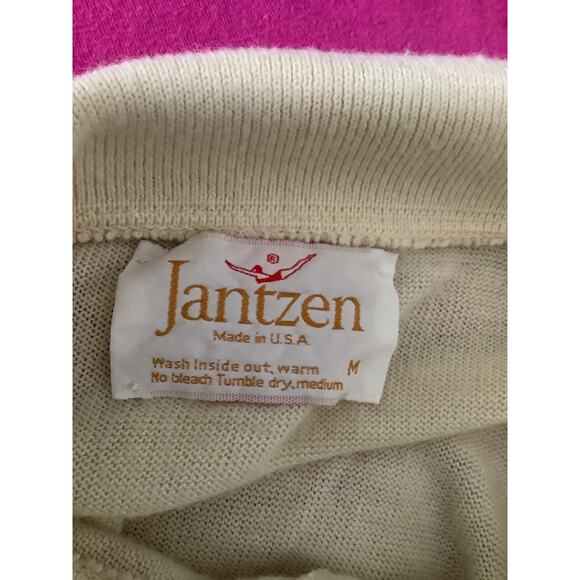 ®
Jantzen
Made in U.S.A.
Wash Inside out, warm M
No bleach Tumble dry, medium